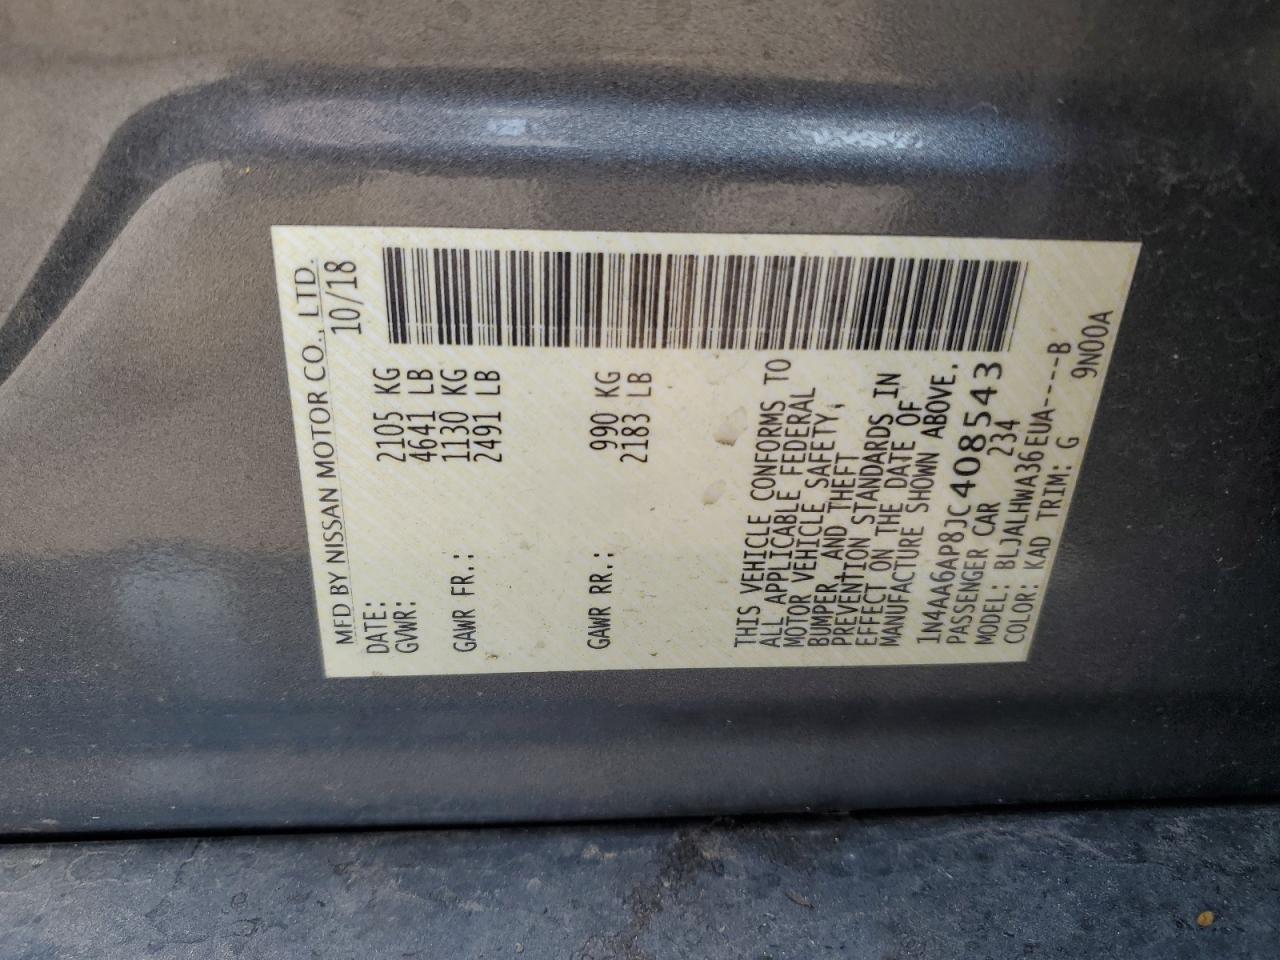 MFD BY NISSAN MOTOR CO., LTD.
DATE: 10/18
GVWR: 2105 KG
4641 LB
GAWR FR.: 1130 KG
2491 LB
GAWR RR.: 990 KG
2183 LB
THIS VEHICLE CONFORMS TO
ALL APPLICABLE FEDERAL
MOTOR VEHICLE SAFETY,
BUMPER, AND THEFT
PREVENTION STANDARDS IN
EFFECT ON THE DATE OF
MANUFACTURE SHOWN ABOVE.
1N4AA6AP8JC408543
PASSENGER CAR 234
MODEL: BLJALHWA36EUA----B
COLOR: KAD TRIM: G 9N00A